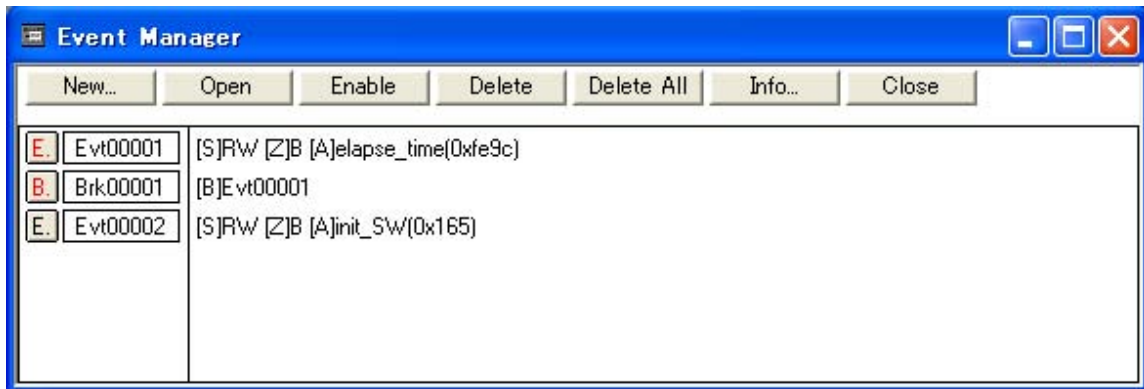 Event Manager
New... Open Enable Delete Delete All Info... Close
E. Evt00001 [S]RW [Z]B [A]elapse_time(0xfe9c)
B. Brk00001 [B]Evt00001
E. Evt00002 [S]RW [Z]B [A]init_SW(0x165)